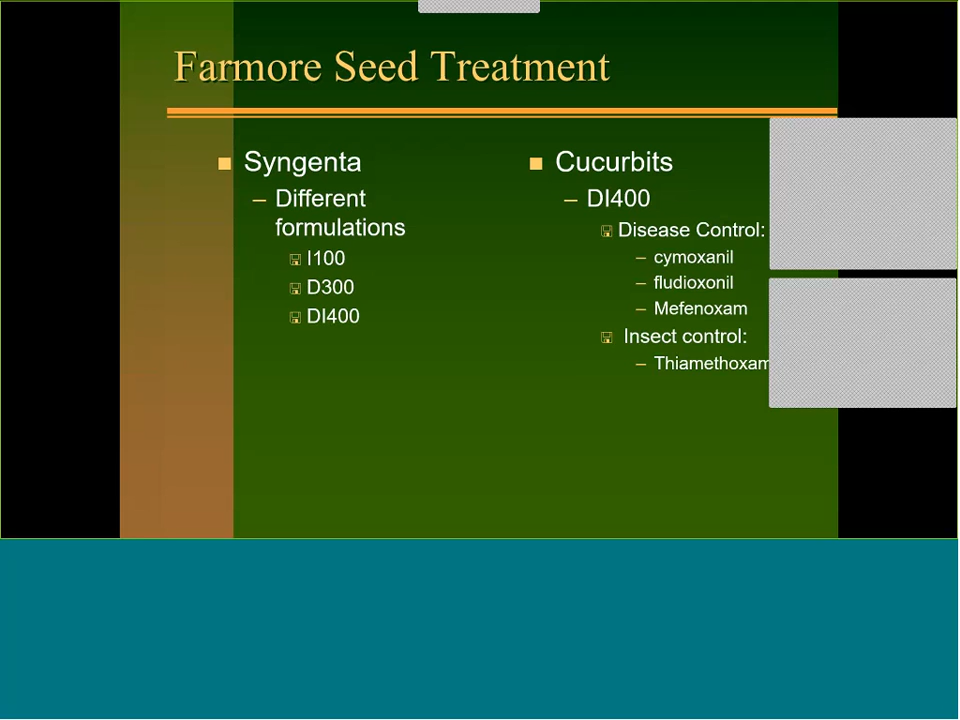 Farmore Seed Treatment
Syngenta
– Different
formulations
I100
D300
DI400
Cucurbits
– DI400
Disease Control:
– cymoxanil
– fludioxonil
– Mefenoxam
Insect control:
– Thiamethoxam